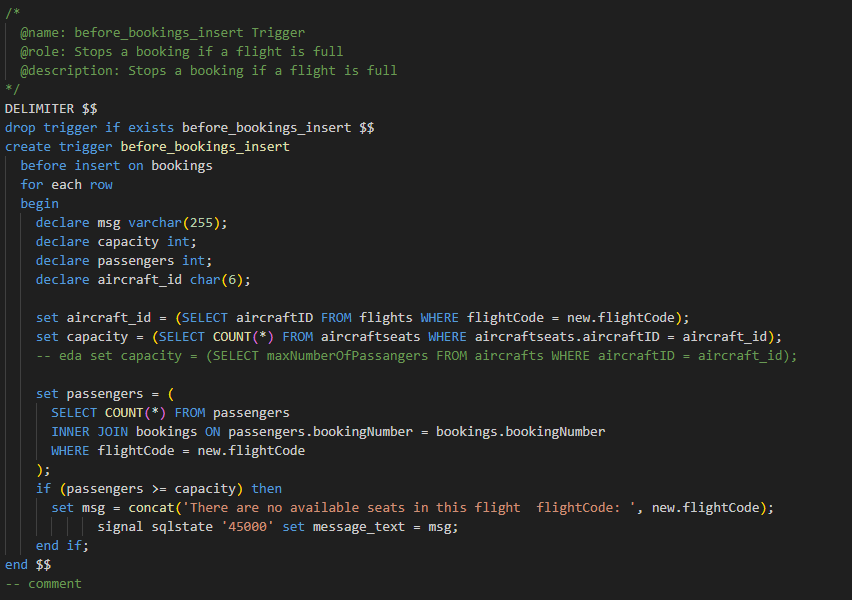 /*
  @name: before_bookings_insert Trigger
  @role: Stops a booking if a flight is full
  @description: Stops a booking if a flight is full
*/
DELIMITER $$
drop trigger if exists before_bookings_insert $$
create trigger before_bookings_insert
  before insert on bookings
  for each row
  begin
    declare msg varchar(255);
    declare capacity int;
    declare passengers int;
    declare aircraft_id char(6);

    set aircraft_id = (SELECT aircraftID FROM flights WHERE flightCode = new.flightCode);
    set capacity = (SELECT COUNT(*) FROM aircraftseats WHERE aircraftseats.aircraftID = aircraft_id);
    -- eda set capacity = (SELECT maxNumberOfPassangers FROM aircrafts WHERE aircraftID = aircraft_id);

    set passengers = (
      SELECT COUNT(*) FROM passengers
      INNER JOIN bookings ON passengers.bookingNumber = bookings.bookingNumber
      WHERE flightCode = new.flightCode
    );
    if (passengers >= capacity) then
      set msg = concat('There are no available seats in this flight  flightCode: ', new.flightCode);
            signal sqlstate '45000' set message_text = msg;
    end if;
end $$
-- comment